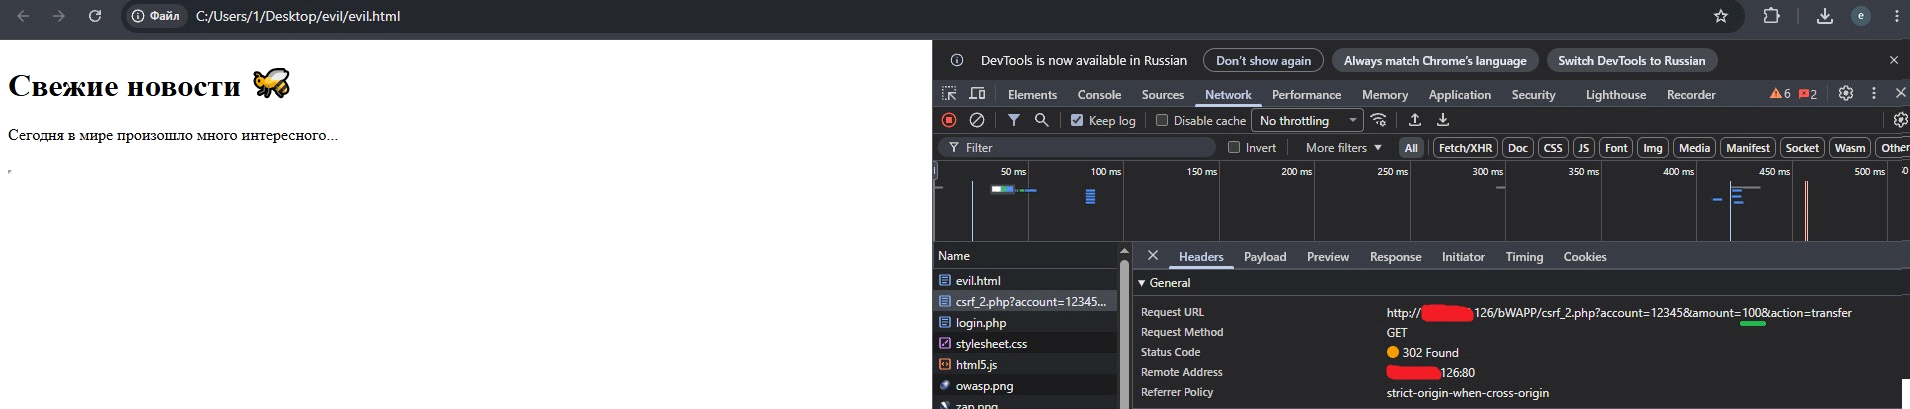 Файл C:/Users/1/Desktop/evil/evil.html e
Свежие новости
Сегодня в мире произошло много интересного...
DevTools is now available in Russian Don't show again Always match Chrome's language Switch DevTools to Russian
Elements Console Sources Network Performance Memory Application Security Lighthouse Recorder 6 2
Keep log Disable cache No throttling
Filter Invert More filters All Fetch/XHR Doc CSS JS Font Img Media Manifest Socket Wasm Other
50 ms 100 ms 150 ms 200 ms 250 ms 300 ms 350 ms 400 ms 450 ms 500 ms
Name
evil.html
csrf_2.php?account=12345...
login.php
stylesheet.css
html5.js
owasp.png
zap.png
Headers Payload Preview Response Initiator Timing Cookies
General
Request URL http:// 126/bWAPP/csrf_2.php?account=12345&amount=100&action=transfer
Request Method GET
Status Code 302 Found
Remote Address 126:80
Referrer Policy strict-origin-when-cross-origin